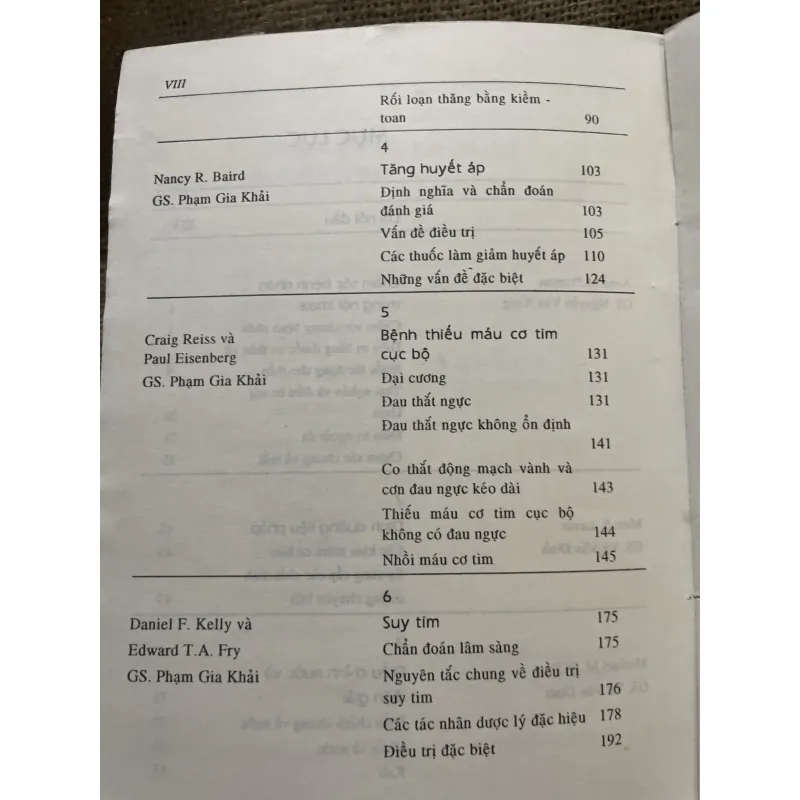 VIII
Rối loạn thăng bằng kiềm -
toan 90
4
Nancy R. Baird Tăng huyết áp 103
GS. Phạm Gia Khải Định nghĩa và chẩn đoán
đánh giá 103
Vấn đề điều trị 105
Các thuốc làm giảm huyết áp 110
Những vấn đề đặc biệt 124
5
Craig Reiss và Bệnh thiếu máu cơ tim
Paul Eisenberg cục bộ 131
GS. Phạm Gia Khải Đại cương 131
Đau thắt ngực 131
Đau thắt ngực không ổn định
141
Co thắt động mạch vành và
cơn đau ngực kéo dài 143
Thiếu máu cơ tim cục bộ
không có đau ngực 144
Nhồi máu cơ tim 145
6
Daniel F. Kelly và Suy tim 175
Edward T.A. Fry Chẩn đoán lâm sàng 175
GS. Phạm Gia Khải Nguyên tắc chung về điều trị
suy tim 176
Các tác nhân dược lý đặc hiệu 178
Điều trị đặc biệt 192
MỤC LỤC